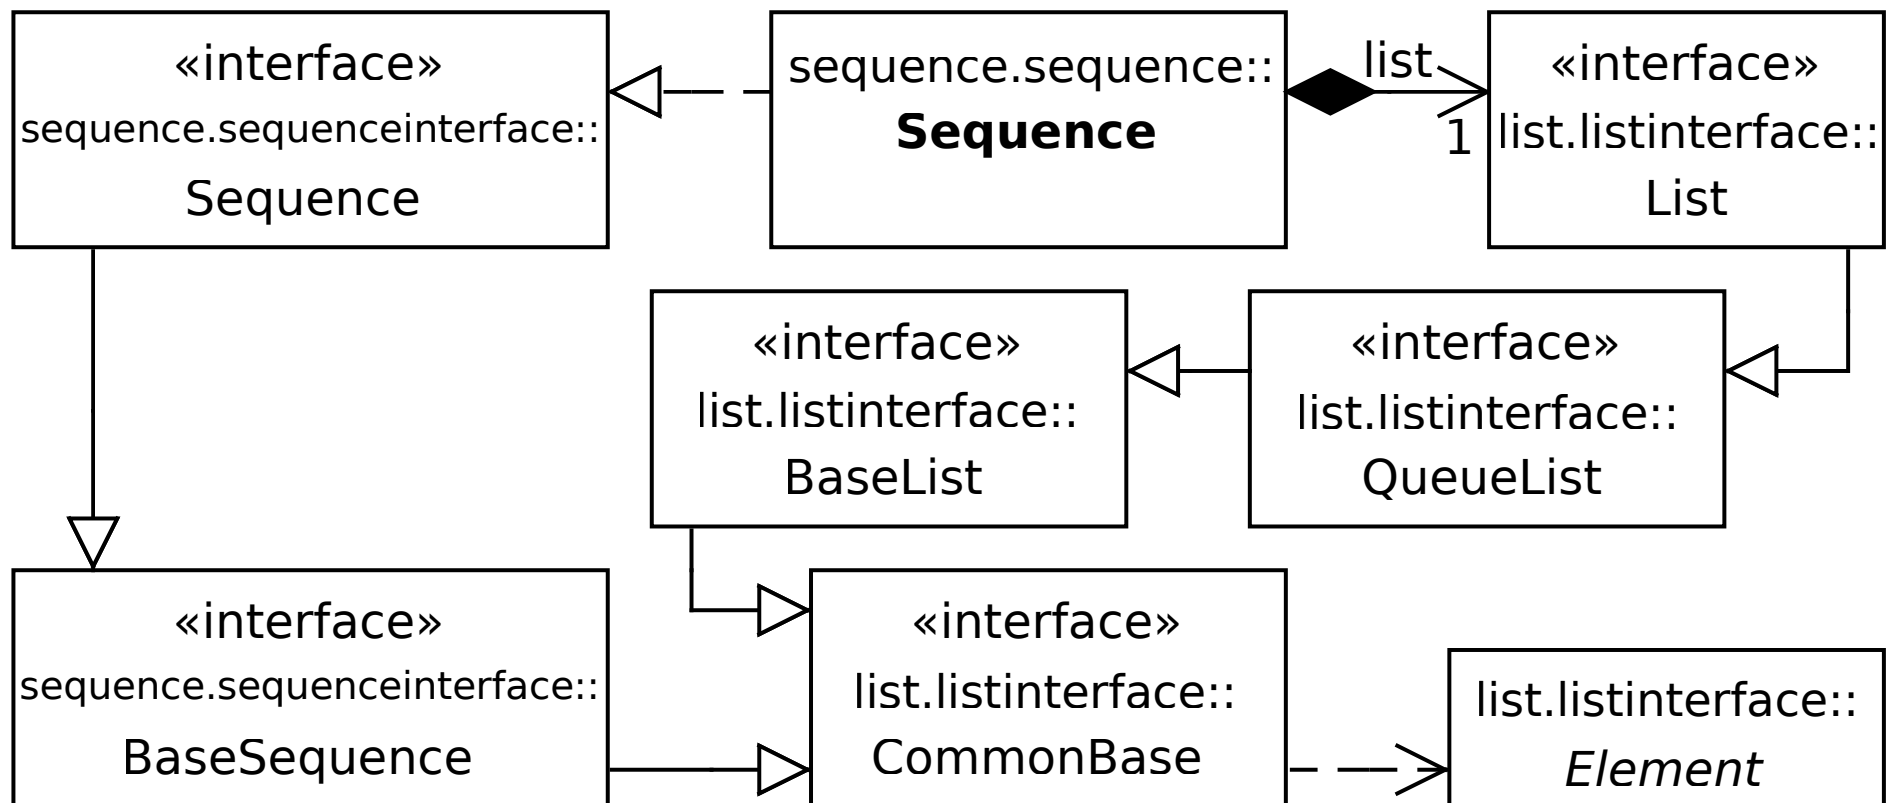 «interface»
sequence.sequenceinterface::
Sequence
sequence.sequence::
Sequence
list
1
«interface»
list.listinterface::
List
«interface»
list.listinterface::
BaseList
«interface»
list.listinterface::
QueueList
«interface»
sequence.sequenceinterface::
BaseSequence
«interface»
list.listinterface::
CommonBase
list.listinterface::
Element